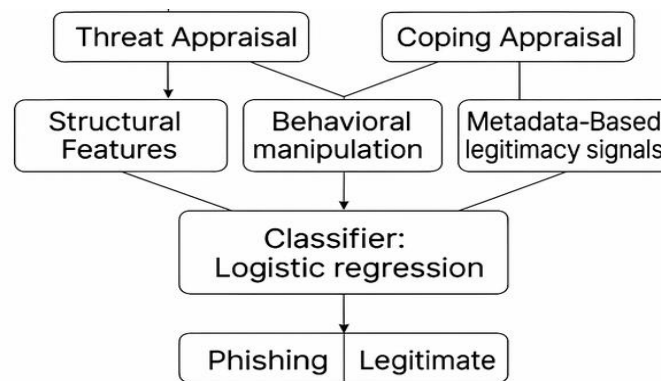 Threat Appraisal
Coping Appraisal
Structural
Features
Behavioral
manipulation
Metadata-Based
legitimacy signals
Classifier:
Logistic regression
Phishing
Legitimate